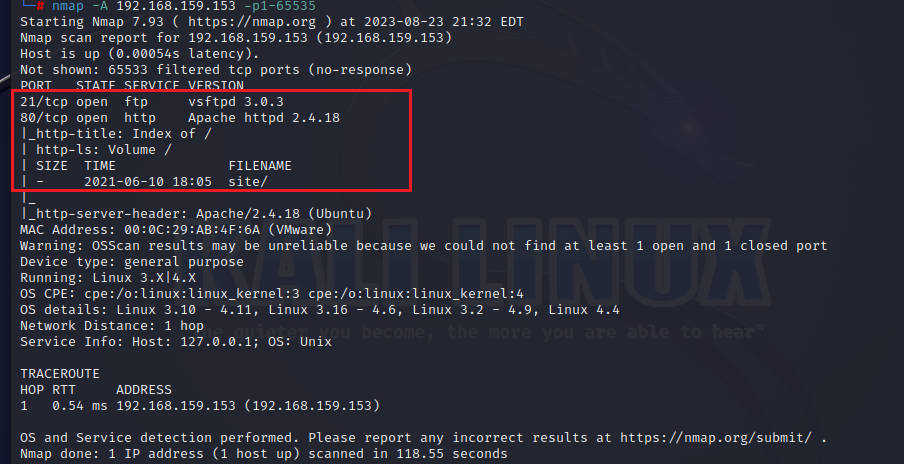 └─# nmap -A 192.168.159.153 -p1-65535
Starting Nmap 7.93 ( https://nmap.org ) at 2023-08-23 21:32 EDT
Nmap scan report for 192.168.159.153 (192.168.159.153)
Host is up (0.00054s latency).
Not shown: 65533 filtered tcp ports (no-response)
PORT   STATE SERVICE VERSION
21/tcp open  ftp     vsftpd 3.0.3
80/tcp open  http    Apache httpd 2.4.18
|_http-title: Index of /
| http-ls: Volume /
| SIZE  TIME              FILENAME
| -     2021-06-10 18:05  site/
|_
|_http-server-header: Apache/2.4.18 (Ubuntu)
MAC Address: 00:0C:29:AB:4F:6A (VMware)
Warning: OSScan results may be unreliable because we could not find at least 1 open and 1 closed port
Device type: general purpose
Running: Linux 3.X|4.X
OS CPE: cpe:/o:linux:linux_kernel:3 cpe:/o:linux:linux_kernel:4
OS details: Linux 3.10 - 4.11, Linux 3.16 - 4.6, Linux 3.2 - 4.9, Linux 4.4
Network Distance: 1 hop
Service Info: Host: 127.0.0.1; OS: Unix
KALI LINUX
the quieter you become, the more you are able to hear"
TRACEROUTE
HOP RTT     ADDRESS
1   0.54 ms 192.168.159.153 (192.168.159.153)
OS and Service detection performed. Please report any incorrect results at https://nmap.org/submit/ .
Nmap done: 1 IP address (1 host up) scanned in 118.55 seconds